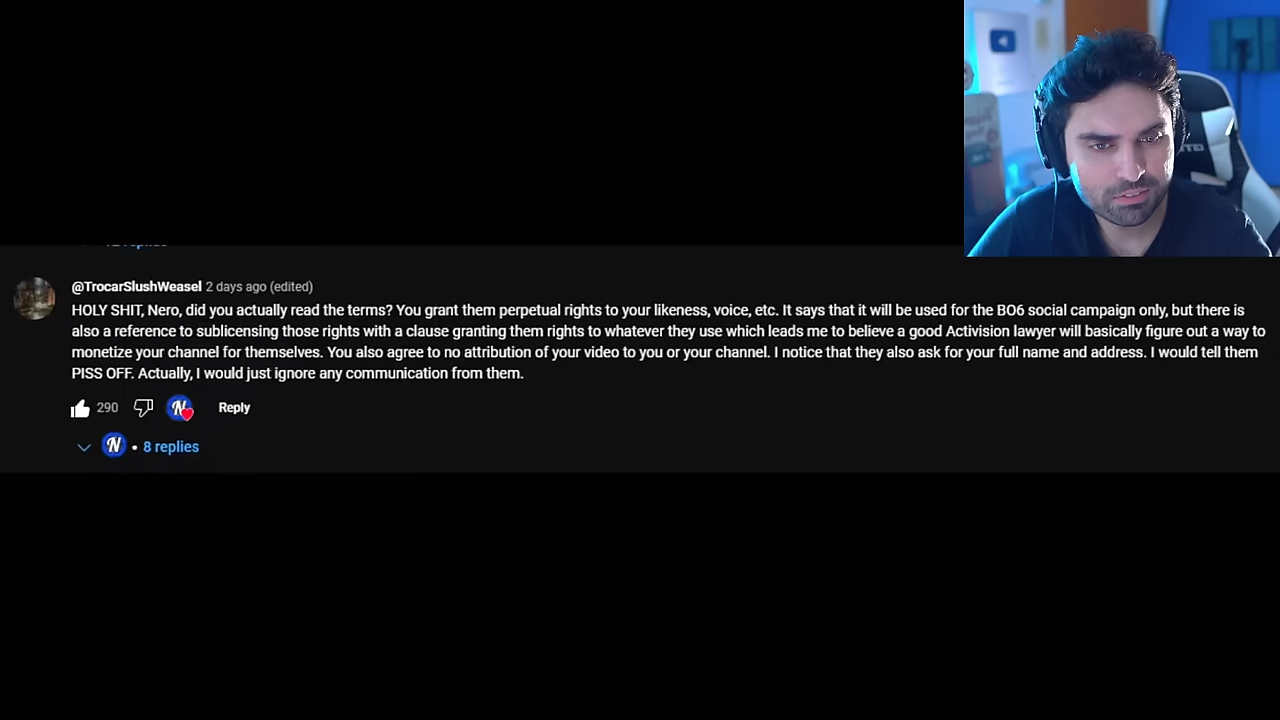 12 replies
@TrocarSlushWeasel 2 days ago (edited)
HOLY SHIT, Nero, did you actually read the terms? You grant them perpetual rights to your likeness, voice, etc. It says that it will be used for the BO6 social campaign only, but there is
also a reference to sublicensing those rights with a clause granting them rights to whatever they use which leads me to believe a good Activision lawyer will basically figure out a way to
monetize your channel for themselves. You also agree to no attribution of your video to you or your channel. I notice that they also ask for your full name and address. I would tell them
PISS OFF. Actually, I would just ignore any communication from them.
290 N Reply
N • 8 replies